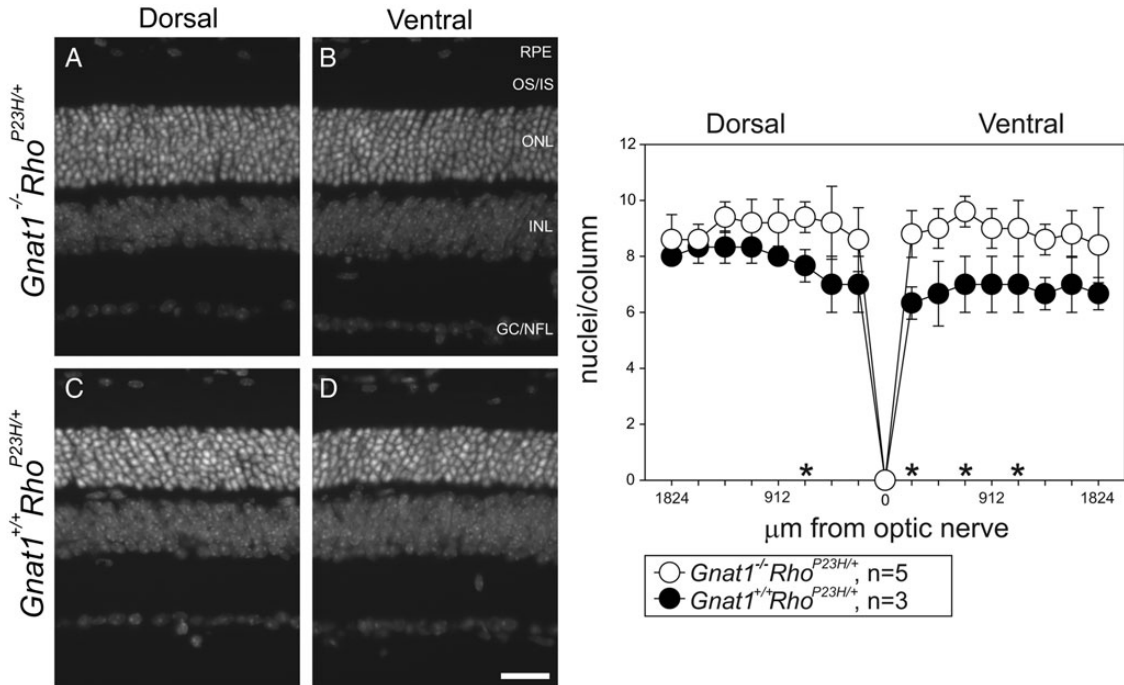 Dorsal
Ventral
Gnat1-/-RhoP23H/+
A
B
RPE
OS/IS
ONL
INL
GC/NFL
Gnat1+/+RhoP23H/+
C
D
Dorsal
Ventral
nuclei/column
12
10
8
6
4
2
0
* * * *
1824 912 0 912 1824
μm from optic nerve
Gnat1-/-RhoP23H/+, n=5
Gnat1+/+RhoP23H/+, n=3